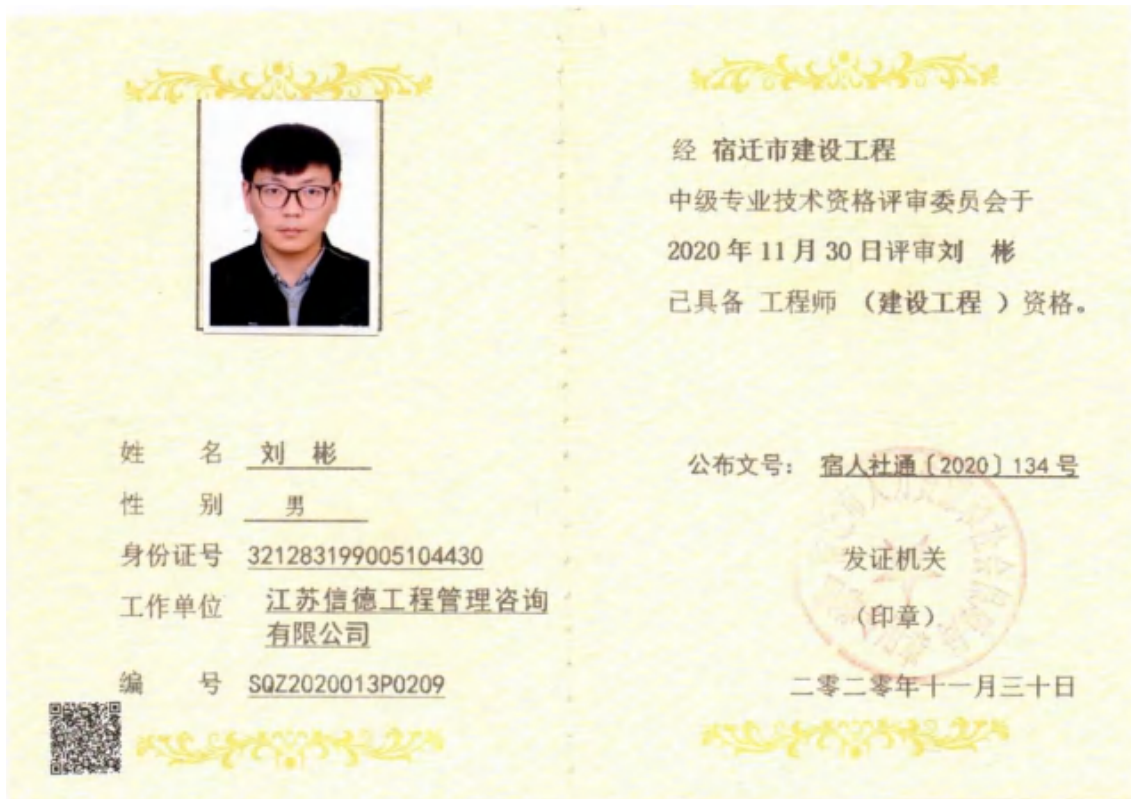 姓 名 刘 彬
性 别 男
身份证号 321283199005104430
工作单位 江苏信德工程管理咨询
有限公司
编 号 SQZ2020013P0209
经 宿迁市建设工程
中级专业技术资格评审委员会于
2020 年 11 月 30 日评审刘 彬
已具备 工程师 （建设工程 ）资格。
公布文号： 宿人社通〔2020〕134 号
发证机关
（印章）
二零二零年十一月三十日